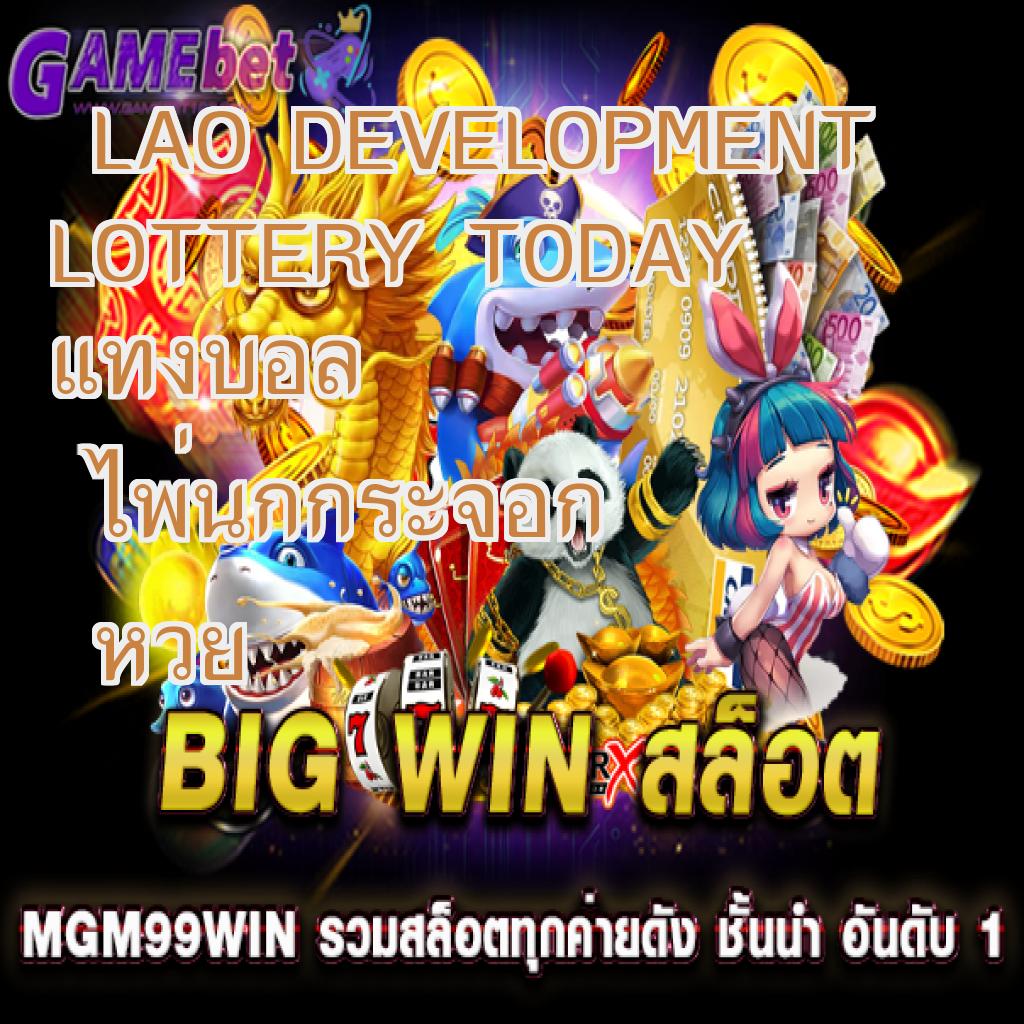 GAMEbet
LAO DEVELOPMENT
LOTTERY TODAY
แทงบอล
ไพ่นกกระจอก
หวย
BIG WIN สล็อต
MGM99WIN รวมสล็อตทุกค่ายดัง ชั้นนำ อันดับ 1